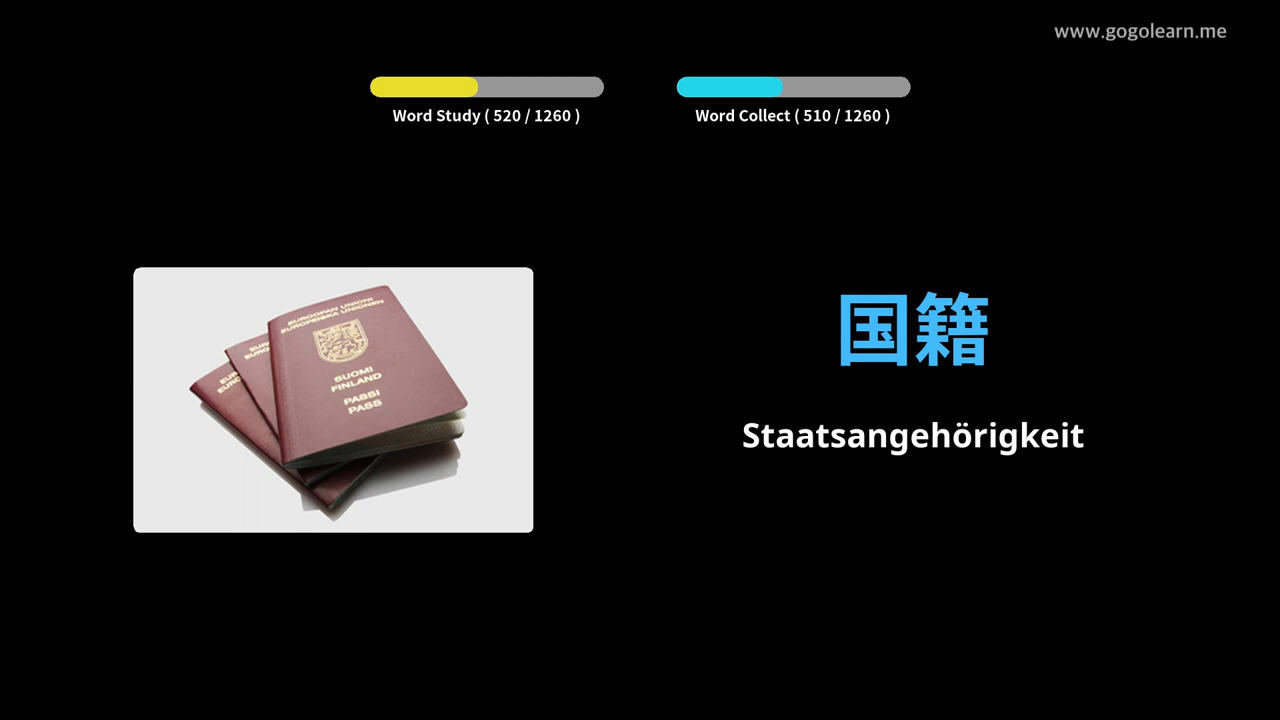 www.gogolearn.me
Word Study ( 520 / 1260 )
Word Collect ( 510 / 1260 )
EUROOPAN UNIONI
EUROPEISKA UNIONEN
SUOMI
FINLAND
PASSI
PASS
国籍
Staatsangehörigkeit